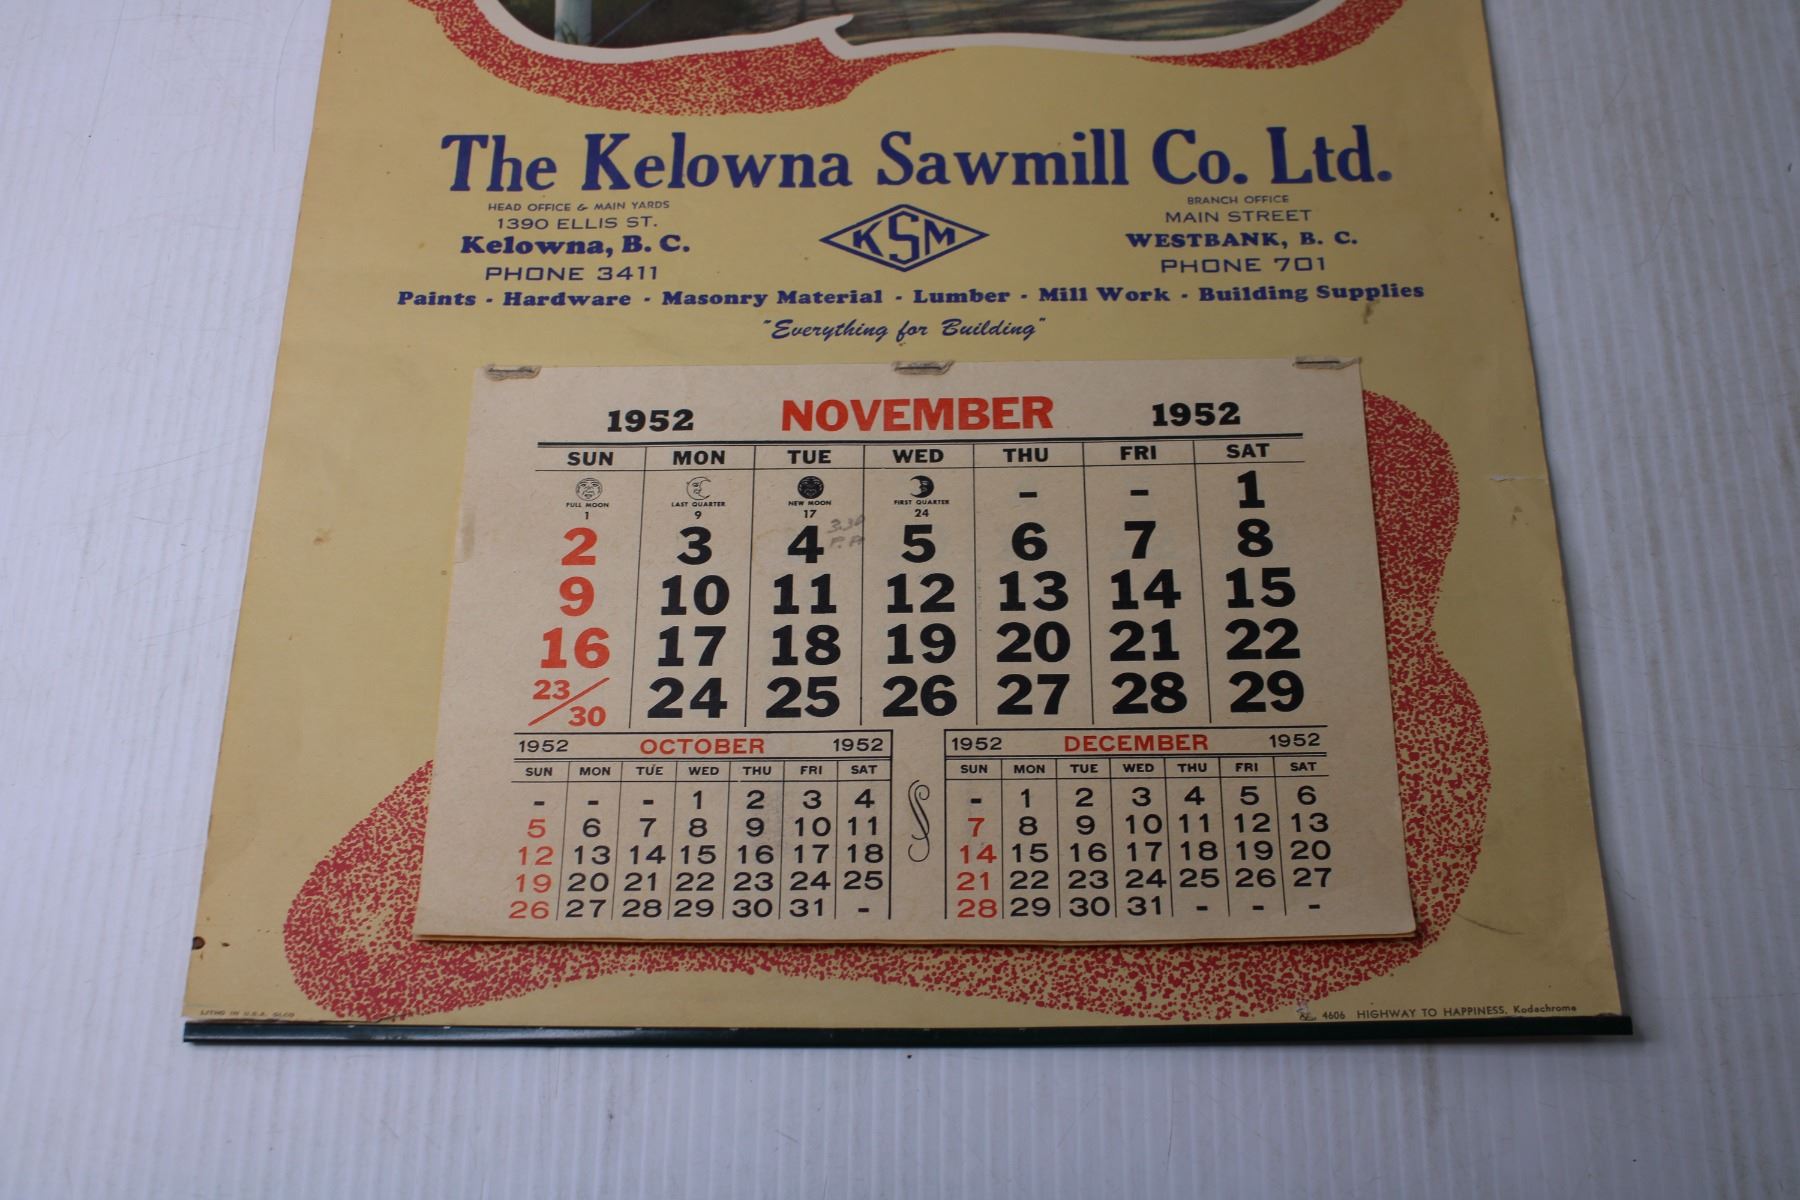 The Kelowna Sawmill Co. Ltd.
HEAD OFFICE & MAIN YARDS
1390 ELLIS ST.
Kelowna, B. C.
PHONE 3411
KSM
BRANCH OFFICE
MAIN STREET
WESTBANK, B. C.
PHONE 701
Paints - Hardware - Masonry Material - Lumber - Mill Work - Building Supplies
"Everything for Building"
1952 NOVEMBER 1952
SUN MON TUE WED THU FRI SAT
FULL MOON LAST QUARTER NEW MOON FIRST QUARTER - - 1
1 9 17 24
3.30
2 3 4 5 6 7 8
9 10 11 12 13 14 15
16 17 18 19 20 21 22
23/30 24 25 26 27 28 29
1952 OCTOBER 1952
SUN MON TUE WED THU FRI SAT
- - - 1 2 3 4
5 6 7 8 9 10 11
12 13 14 15 16 17 18
19 20 21 22 23 24 25
26 27 28 29 30 31 -
1952 DECEMBER 1952
SUN MON TUE WED THU FRI SAT
- 1 2 3 4 5 6
7 8 9 10 11 12 13
14 15 16 17 18 19 20
21 22 23 24 25 26 27
28 29 30 31 - - -
LITHO IN U.S.A.
4606 HIGHWAY TO HAPPINESS, Kodachrome